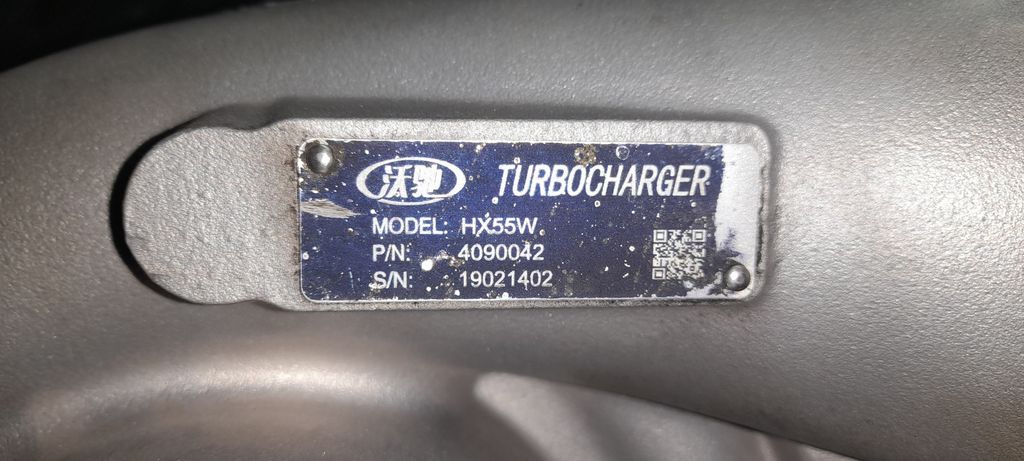 沃驰 TURBOCHARGER
MODEL: HX55W
P/N: 4090042
S/N: 19021402